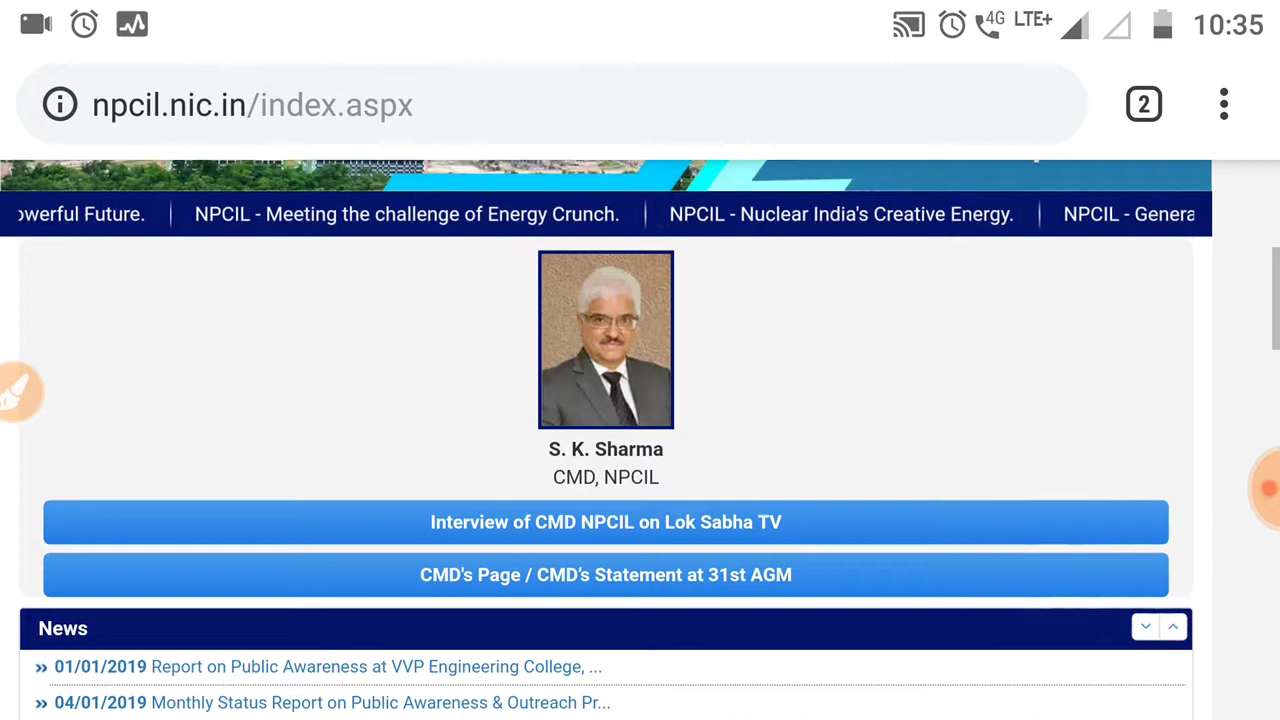 4G LTE+ 10:35
npcil.nic.in/index.aspx 2
owerful Future. NPCIL - Meeting the challenge of Energy Crunch. NPCIL - Nuclear India's Creative Energy. NPCIL - Genera
S. K. Sharma
CMD, NPCIL
Interview of CMD NPCIL on Lok Sabha TV
CMD's Page / CMD's Statement at 31st AGM
News
» 01/01/2019 Report on Public Awareness at VVP Engineering College, ...
» 04/01/2019 Monthly Status Report on Public Awareness & Outreach Pr...